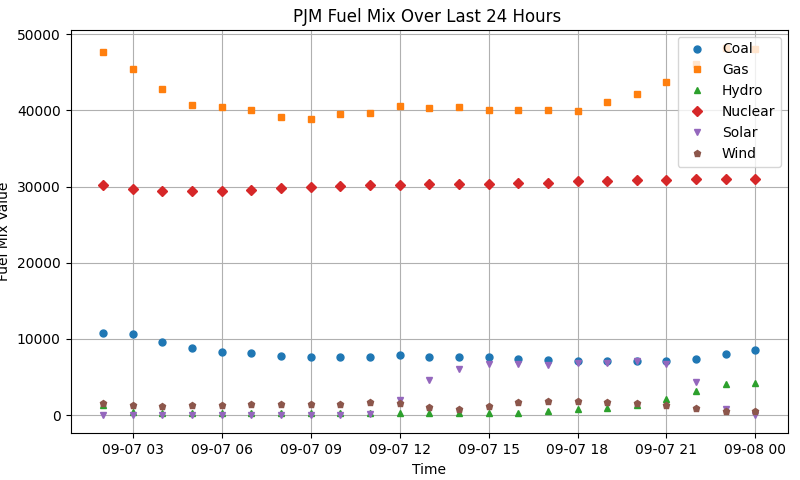 PJM Fuel Mix Over Last 24 Hours
50000
40000
30000
20000
10000
0
Fuel Mix Value
Coal
Gas
Hydro
Nuclear
Solar
Wind
09-07 03 09-07 06 09-07 09 09-07 12 09-07 15 09-07 18 09-07 21 09-08 00
Time